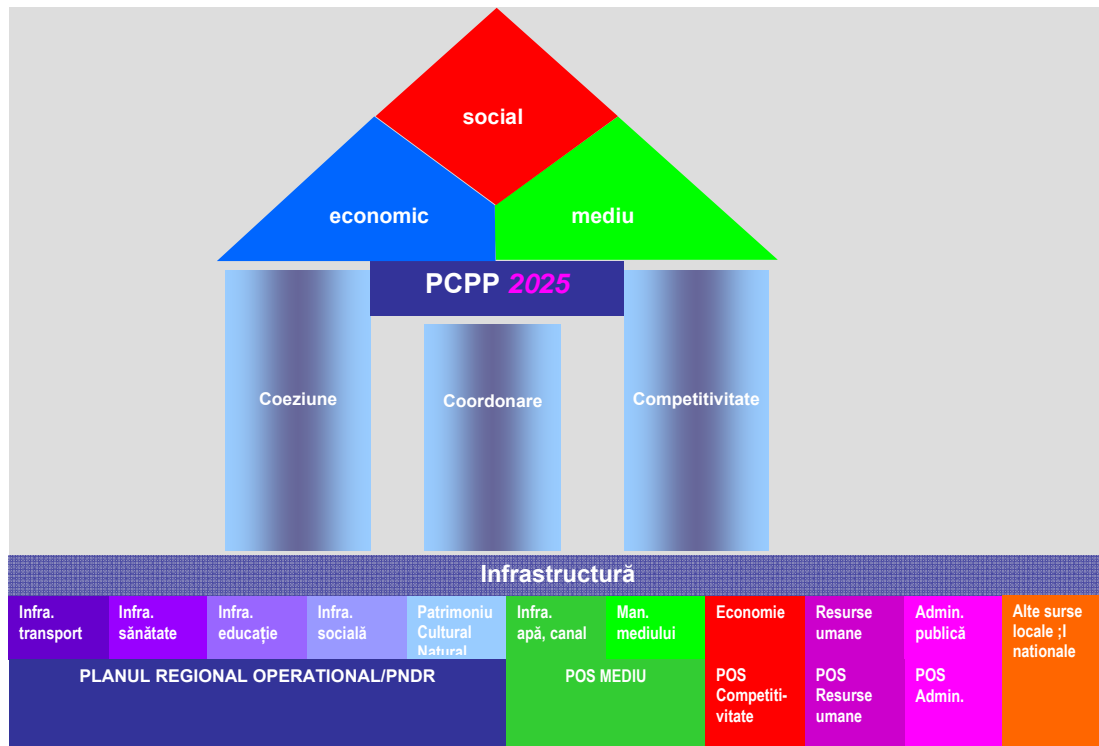 social
economic
mediu
PCPP 2025
Coeziune
Coordonare
Competitivitate
Infrastructură
Infra.
transport
Infra.
sănătate
Infra.
educație
Infra.
socială
Patrimoniu
Cultural
Natural
Infra.
apă, canal
Man.
mediului
Economie
Resurse
umane
Admin.
publică
Alte surse
locale ;I
nationale
PLANUL REGIONAL OPERATIONAL/PNDR
POS MEDIU
POS
Competiti-
vitate
POS
Resurse
umane
POS
Admin.